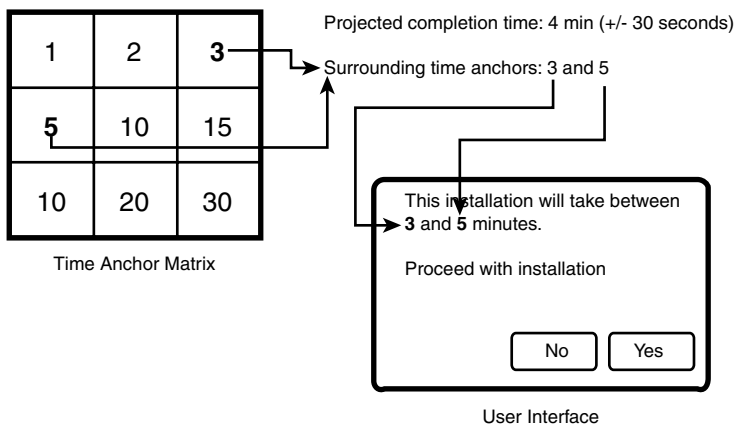 Projected completion time: 4 min (+/- 30 seconds)
1 2 3
Surrounding time anchors: 3 and 5
5 10 15
10 20 30
Time Anchor Matrix
This installation will take between
3 and 5 minutes.
Proceed with installation
No Yes
User Interface